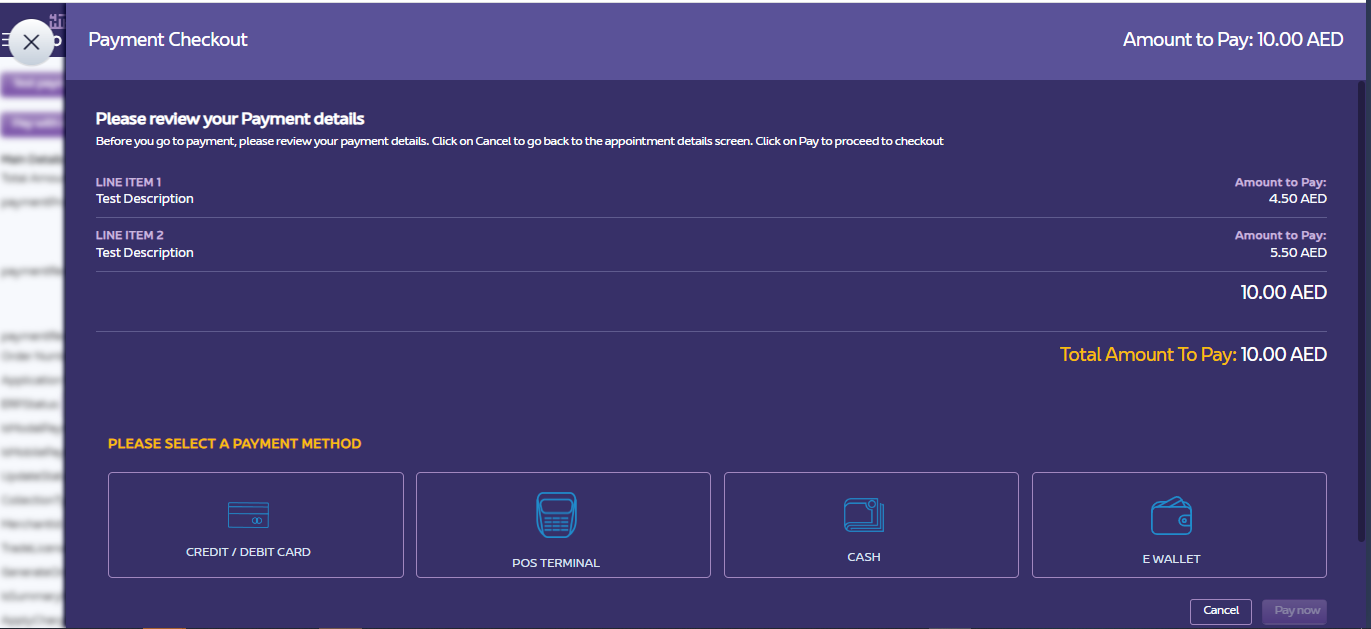 Payment Checkout
Amount to Pay: 10.00 AED
Please review your Payment details
Before you go to payment, please review your payment details. Click on Cancel to go back to the appointment details screen. Click on Pay to proceed to checkout
LINE ITEM 1
Amount to Pay:
Test Description
4.50 AED
LINE ITEM 2
Amount to Pay:
Test Description
5.50 AED
10.00 AED
Total Amount To Pay: 10.00 AED
PLEASE SELECT A PAYMENT METHOD
CREDIT / DEBIT CARD
POS TERMINAL
CASH
E WALLET
Cancel
Pay now